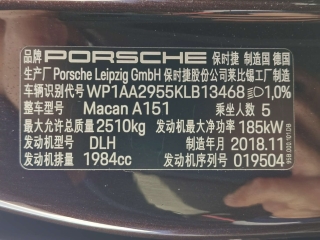 品牌 PORSCHE 保时捷 制造国 德国
生产厂 Porsche Leipzig GmbH 保时捷股份公司莱比锡工厂制造
车辆识别代号 WP1AA2955KLB13468 1,0%
整车型号 Macan A151 乘坐人数 5
最大允许总质量 2510kg 发动机最大净功率 185kW
发动机型号 DLH 制造年月 2018.11
发动机排量 1984cc 发动机序列号 019504